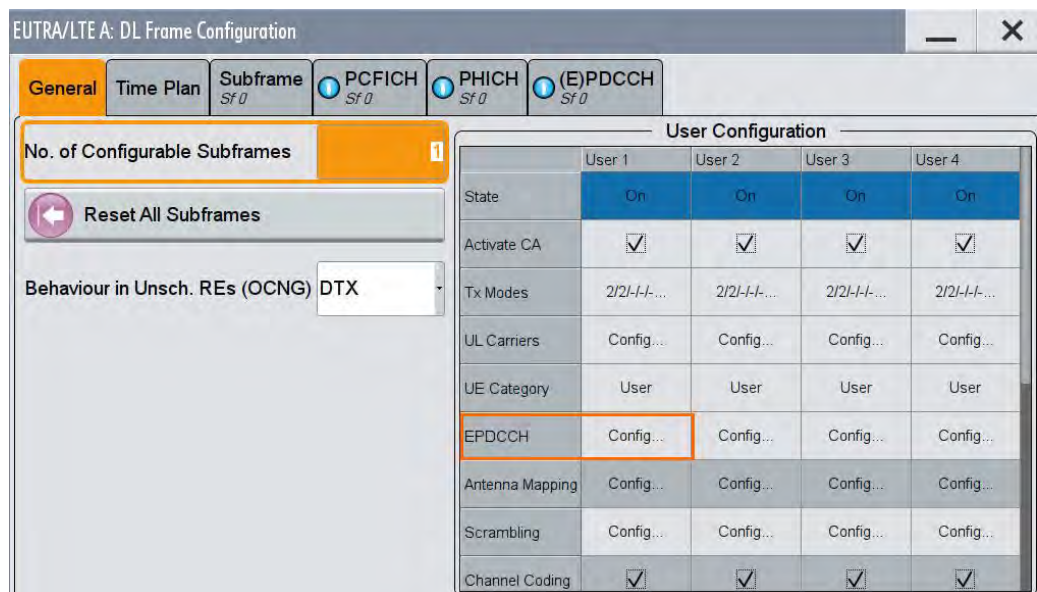 EUTRA/LTE A: DL Frame Configuration
General Time Plan Subframe PCFICH PHICH (E)PDCCH
Sf 0 Sf 0 Sf 0 Sf 0
No. of Configurable Subframes 1
Reset All Subframes
Behaviour in Unsch. REs (OCNG) DTX
User Configuration
User 1 User 2 User 3 User 4
State On On On On
Activate CA
Tx Modes 2/2/-/-/-... 2/2/-/-/-... 2/2/-/-/-... 2/2/-/-/-...
UL Carriers Config... Config... Config... Config...
UE Category User User User User
EPDCCH Config... Config... Config... Config...
Antenna Mapping Config... Config... Config... Config...
Scrambling Config... Config... Config... Config...
Channel Coding